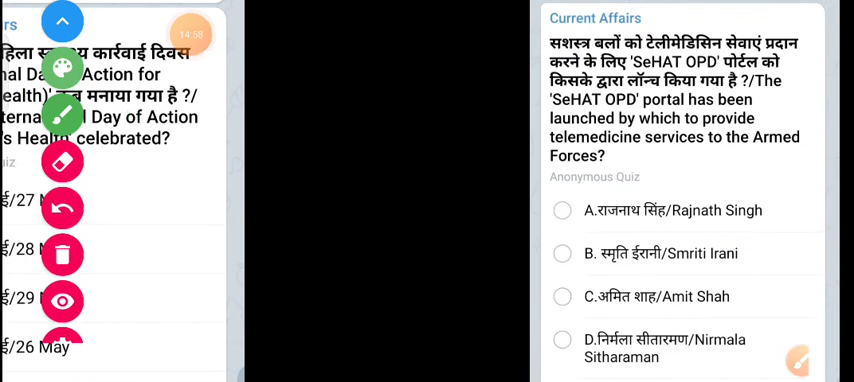 rs
14:58
हिला
कार्रवाई दिवस
nal Da Action for
ealth)' मनाया गया है ?/
terna l Day of Action
's Health' celebrated?
iz
ई/27
ई/28
ई/29
ई/26 May
Current Affairs
सशस्त्र बलों को टेलीमेडिसिन सेवाएं प्रदान
करने के लिए 'SeHAT OPD' पोर्टल को
किसके द्वारा लॉन्च किया गया है ?/The
'SeHAT OPD' portal has been
launched by which to provide
telemedicine services to the Armed
Forces?
Anonymous Quiz
A.राजनाथ सिंह/Rajnath Singh
B. स्मृति ईरानी/Smriti Irani
C.अमित शाह/Amit Shah
D.निर्मला सीतारमण/Nirmala
Sitharaman